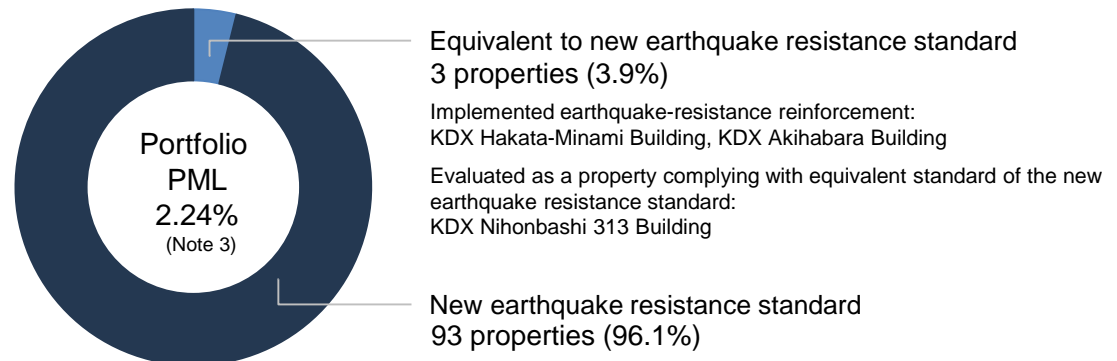 Portfolio
PML
2.24%
(Note 3)
Equivalent to new earthquake resistance standard
3 properties (3.9%)
Implemented earthquake-resistance reinforcement:
KDX Hakata-Minami Building, KDX Akihabara Building
Evaluated as a property complying with equivalent standard of the new
earthquake resistance standard:
KDX Nihonbashi 313 Building
New earthquake resistance standard
93 properties (96.1%)